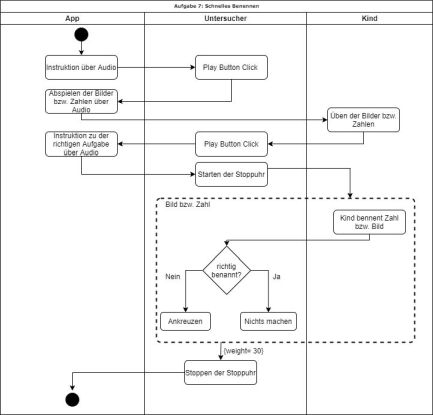 Aufgabe 7: Schnelles Benennen
App
Untersucher
Kind
Instruktion über Audio
Play Button Click
Abspielen der Bilder
bzw. Zahlen über
Audio
Üben der Bilder bzw.
Zahlen
Instruktion zu der
richtigen Aufgabe
über Audio
Play Button Click
Starten der Stoppuhr
Bild bzw. Zahl
Kind bennent Zahl
bzw. Bild
richtig
benannt?
Nein
Ja
Ankreuzen
Nichts machen
{weight= 30}
Stoppen der Stoppuhr